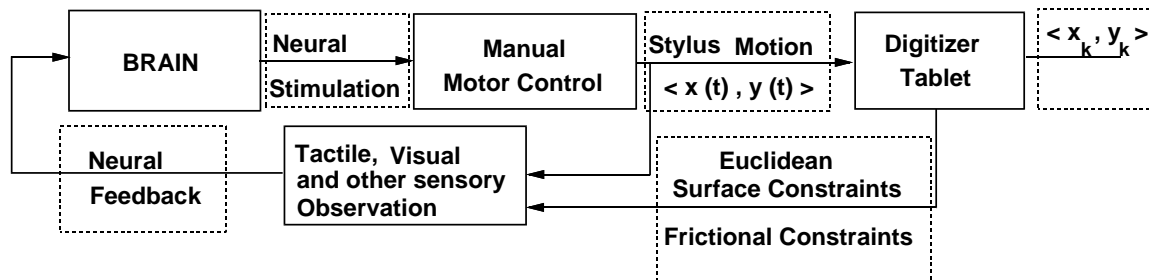 BRAIN
Neural
Stimulation
Manual
Motor Control
Stylus Motion
< x (t) , y (t) >
Digitizer
Tablet
< x_k , y_k >
Neural
Feedback
Tactile, Visual
and other sensory
Observation
Euclidean
Surface Constraints
Frictional Constraints